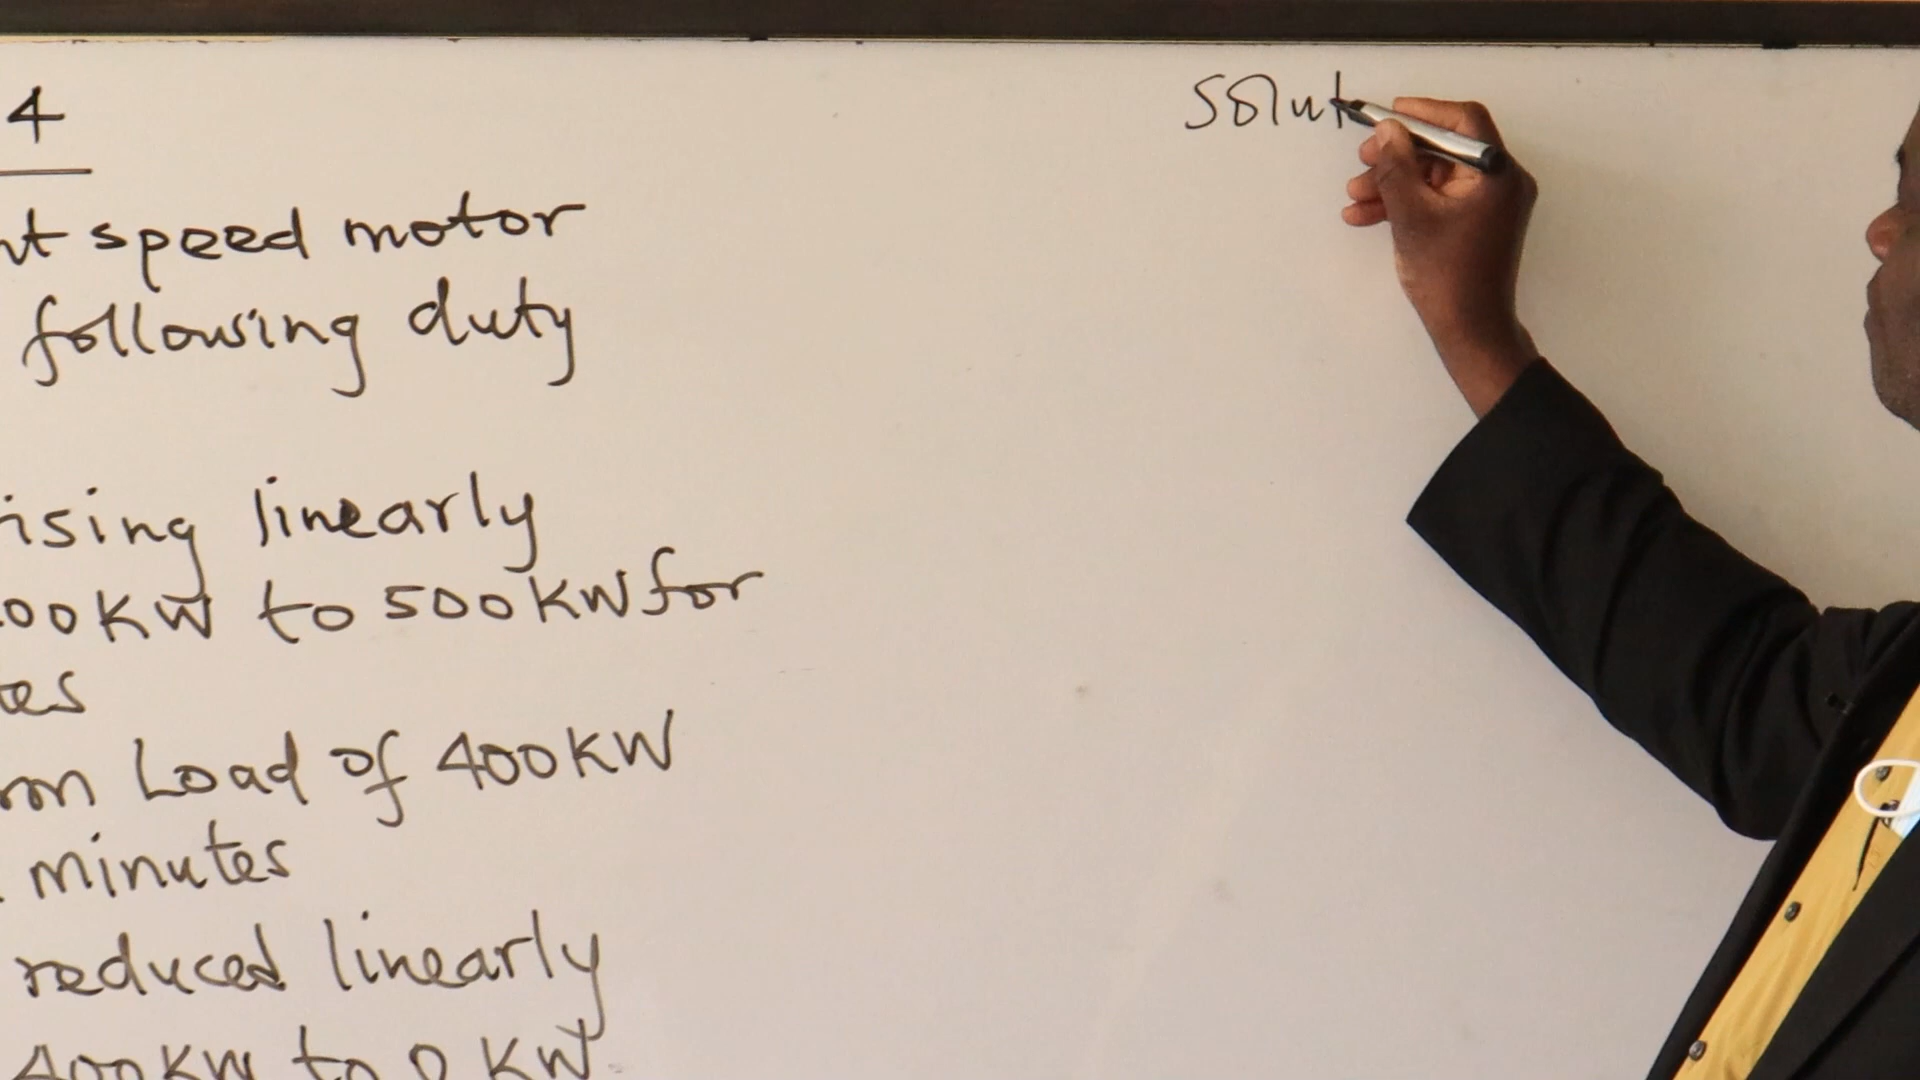 4
Solut
speed motor
following duty
ising linearly
00KW to 500KW for
tes
Load of 400KW
minutes
reduced linearly
400KW to 0 KW